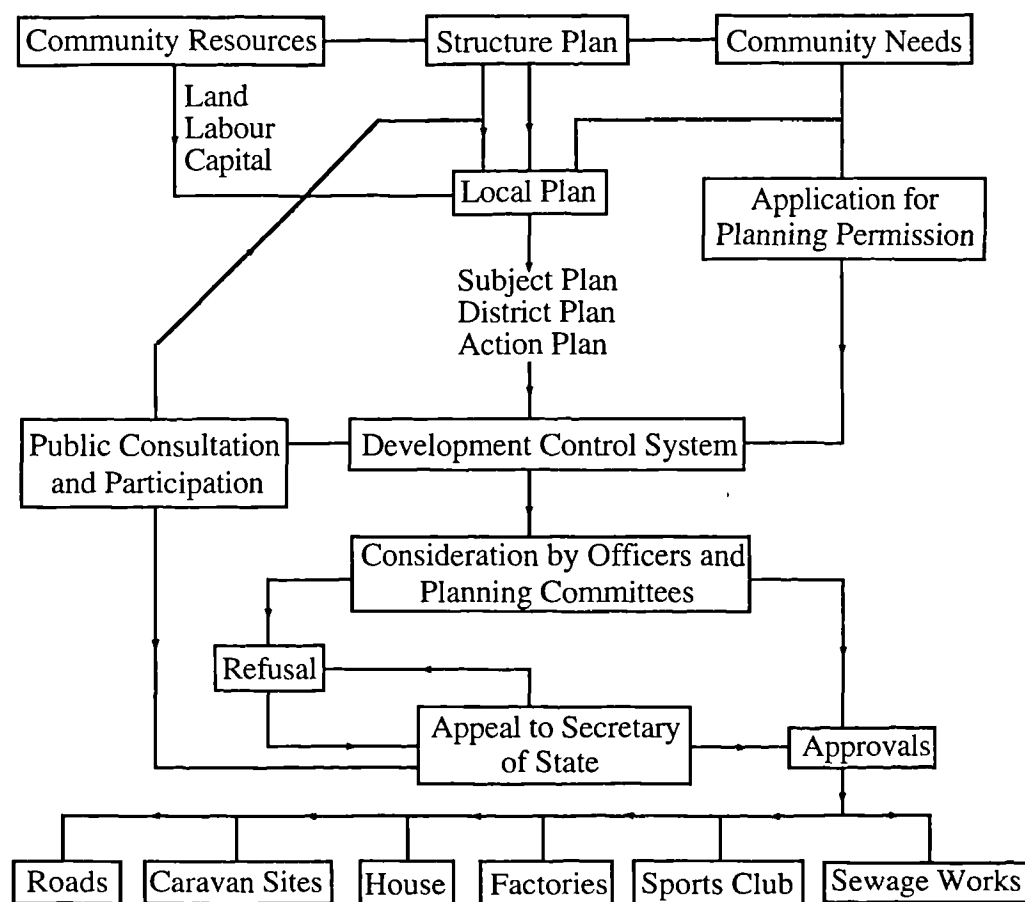 Community Resources
Structure Plan
Community Needs
Land
Labour
Capital
Local Plan
Application for
Planning Permission
Subject Plan
District Plan
Action Plan
Public Consultation
and Participation
Development Control System
Consideration by Officers and
Planning Committees
Refusal
Appeal to Secretary
of State
Approvals
Roads
Caravan Sites
House
Factories
Sports Club
Sewage Works